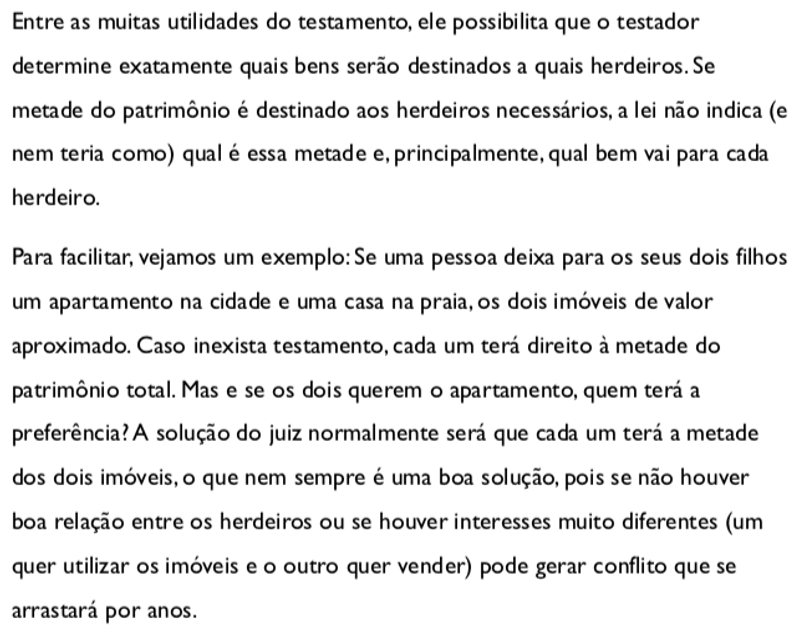 Entre as muitas utilidades do testamento, ele possibilita que o testador
determine exatamente quais bens serão destinados a quais herdeiros. Se
metade do patrimônio é destinado aos herdeiros necessários, a lei não indica (e
nem teria como) qual é essa metade e, principalmente, qual bem vai para cada
herdeiro.
Para facilitar, vejamos um exemplo: Se uma pessoa deixa para os seus dois filhos
um apartamento na cidade e uma casa na praia, os dois imóveis de valor
aproximado. Caso inexista testamento, cada um terá direito à metade do
patrimônio total. Mas e se os dois querem o apartamento, quem terá a
preferência? A solução do juiz normalmente será que cada um terá a metade
dos dois imóveis, o que nem sempre é uma boa solução, pois se não houver
boa relação entre os herdeiros ou se houver interesses muito diferentes (um
quer utilizar os imóveis e o outro quer vender) pode gerar conflito que se
arrastará por anos.